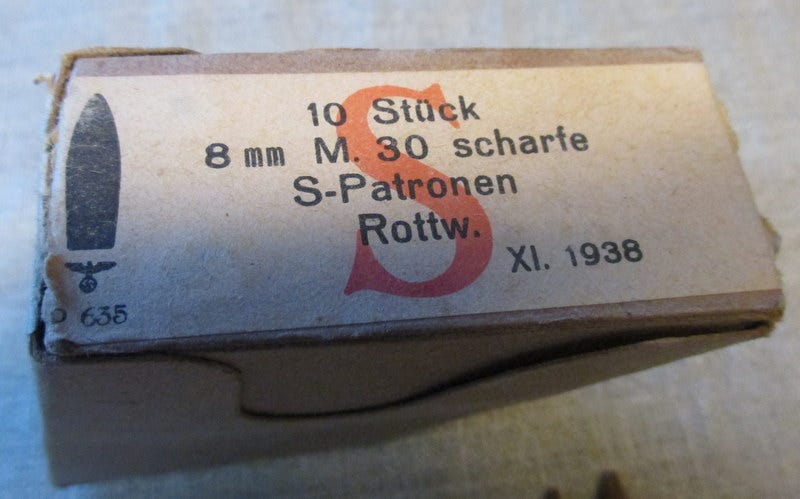 S
10 Stück
8 mm M. 30 scharfe
S-Patronen
Rottw.
XI. 1938
635